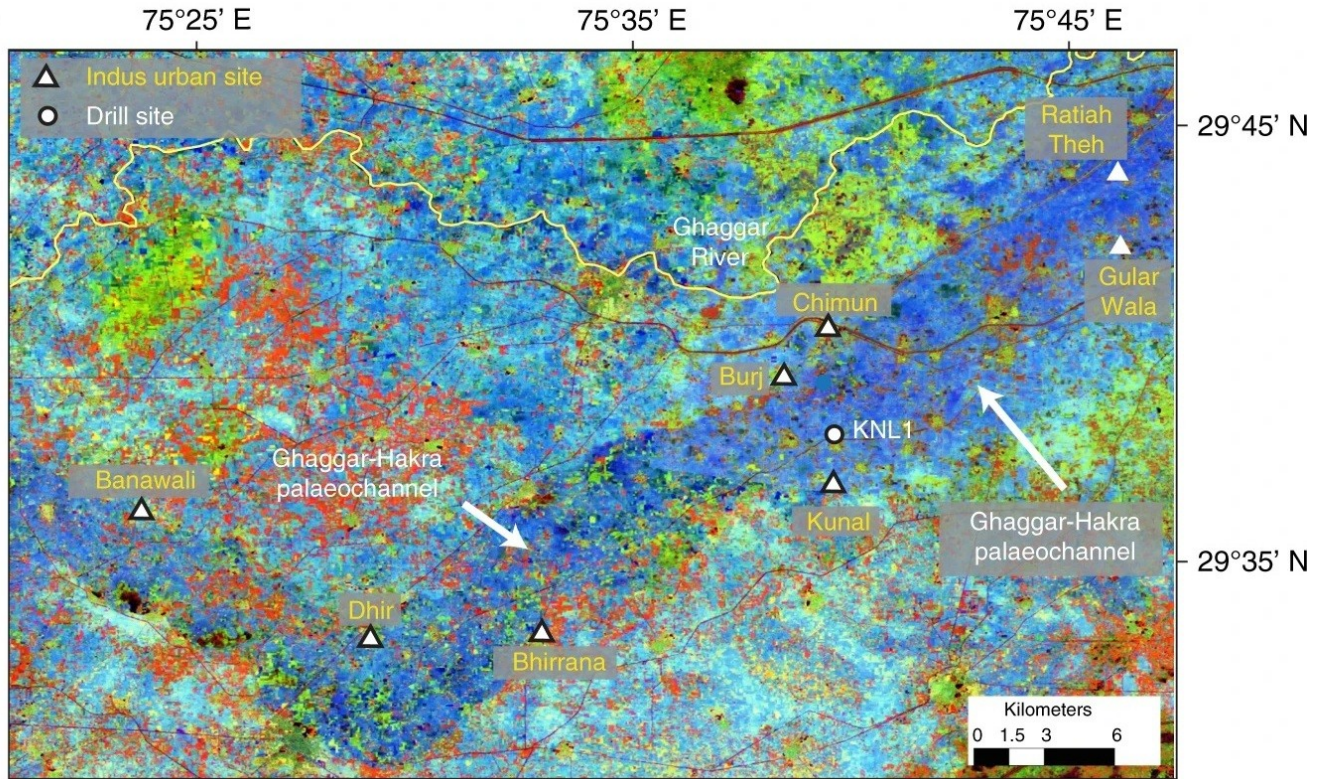 75°25’ E
75°35’ E
75°45’ E
Indus urban site
Drill site
Ratiah
Theh
29°45’ N
Ghaggar
River
Gular
Wala
Chimun
Burj
KNL1
Ghaggar-Hakra
palaeochannel
Banawali
Kunal
Ghaggar-Hakra
palaeochannel
29°35’ N
Dhir
Bhirrana
Kilometers
0 1.5 3 6